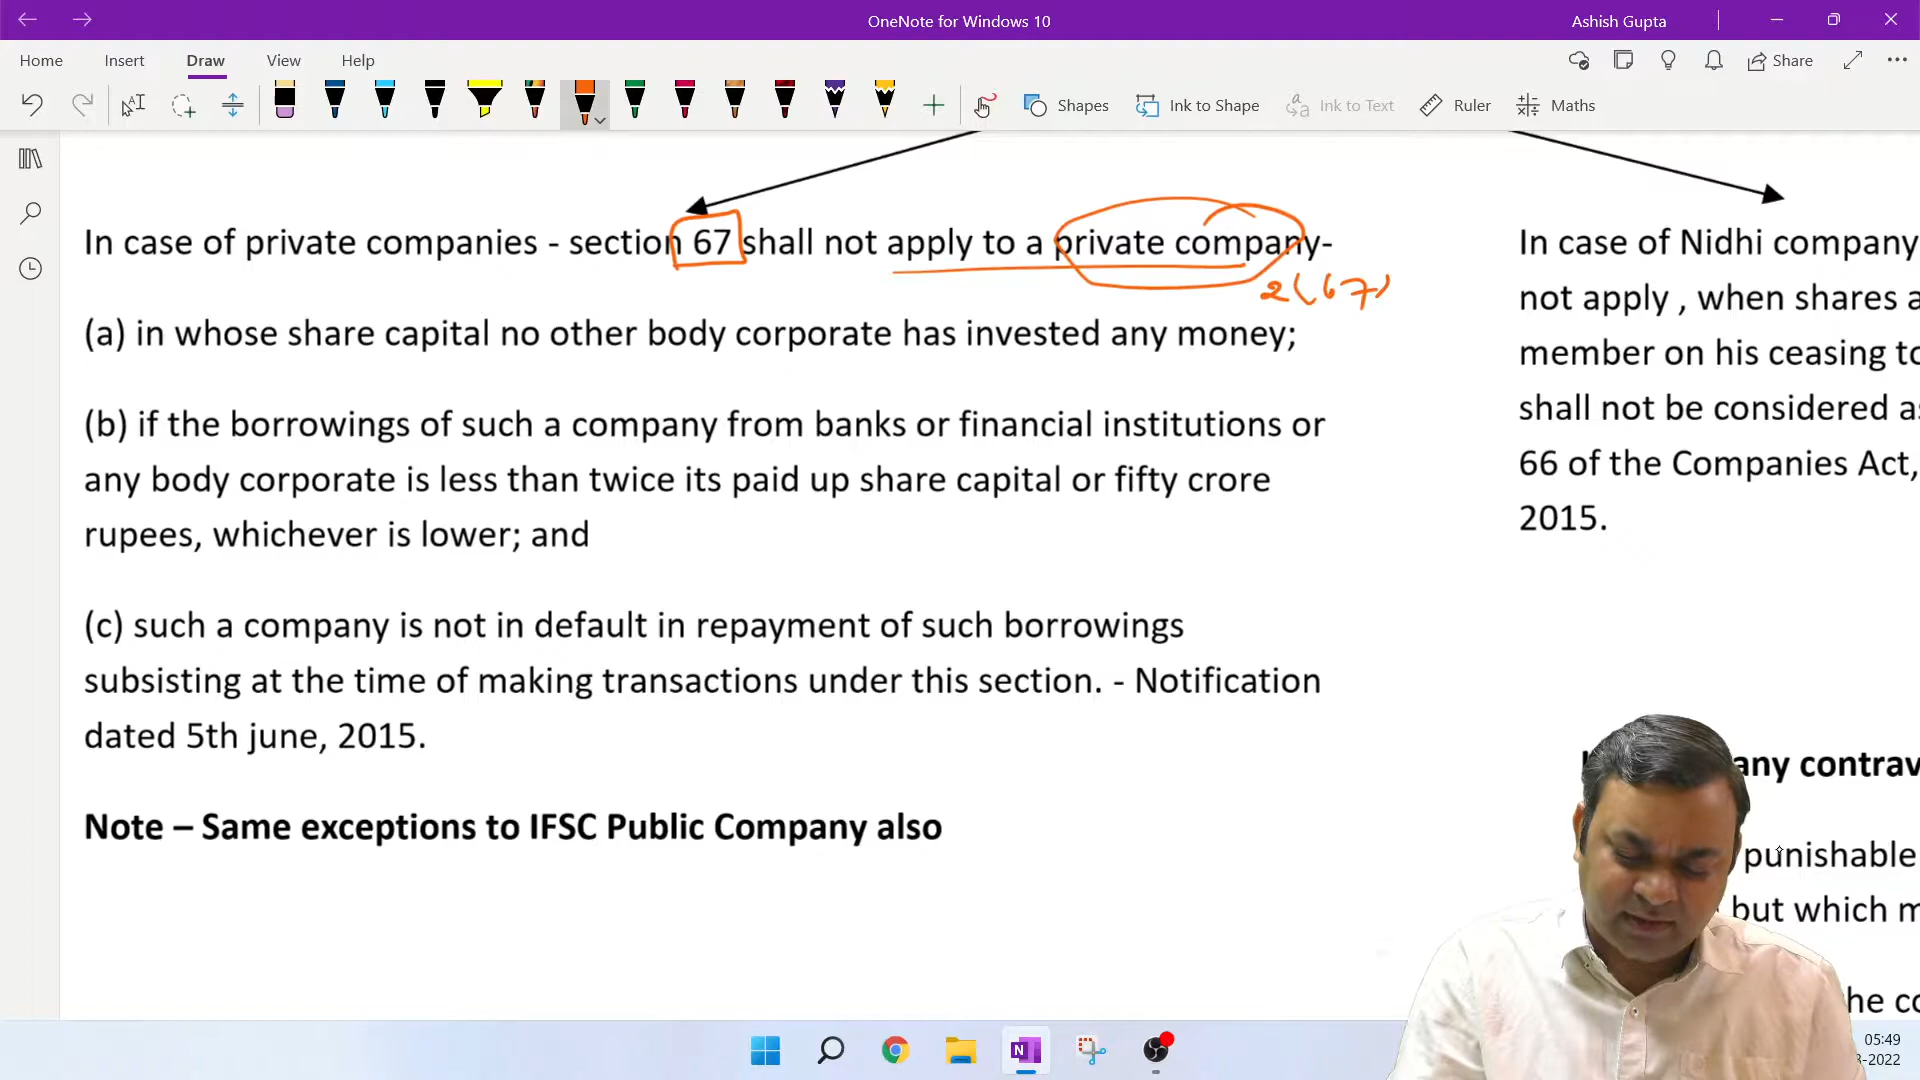 OneNote for Windows 10
Ashish Gupta
Home Insert Draw View Help
Share
Shapes Ink to Shape Ink to Text Ruler Maths
In case of private companies - section 67 shall not apply to a private company-
2(67)
(a) in whose share capital no other body corporate has invested any money;
(b) if the borrowings of such a company from banks or financial institutions or
any body corporate is less than twice its paid up share capital or fifty crore
rupees, whichever is lower; and
(c) such a company is not in default in repayment of such borrowings
subsisting at the time of making transactions under this section. - Notification
dated 5th june, 2015.
Note – Same exceptions to IFSC Public Company also
In case of Nidhi company
not apply , when shares a
member on his ceasing to
shall not be considered as
66 of the Companies Act,
2015.
any contrav
punishable
but which m
he co
05:49
-2022